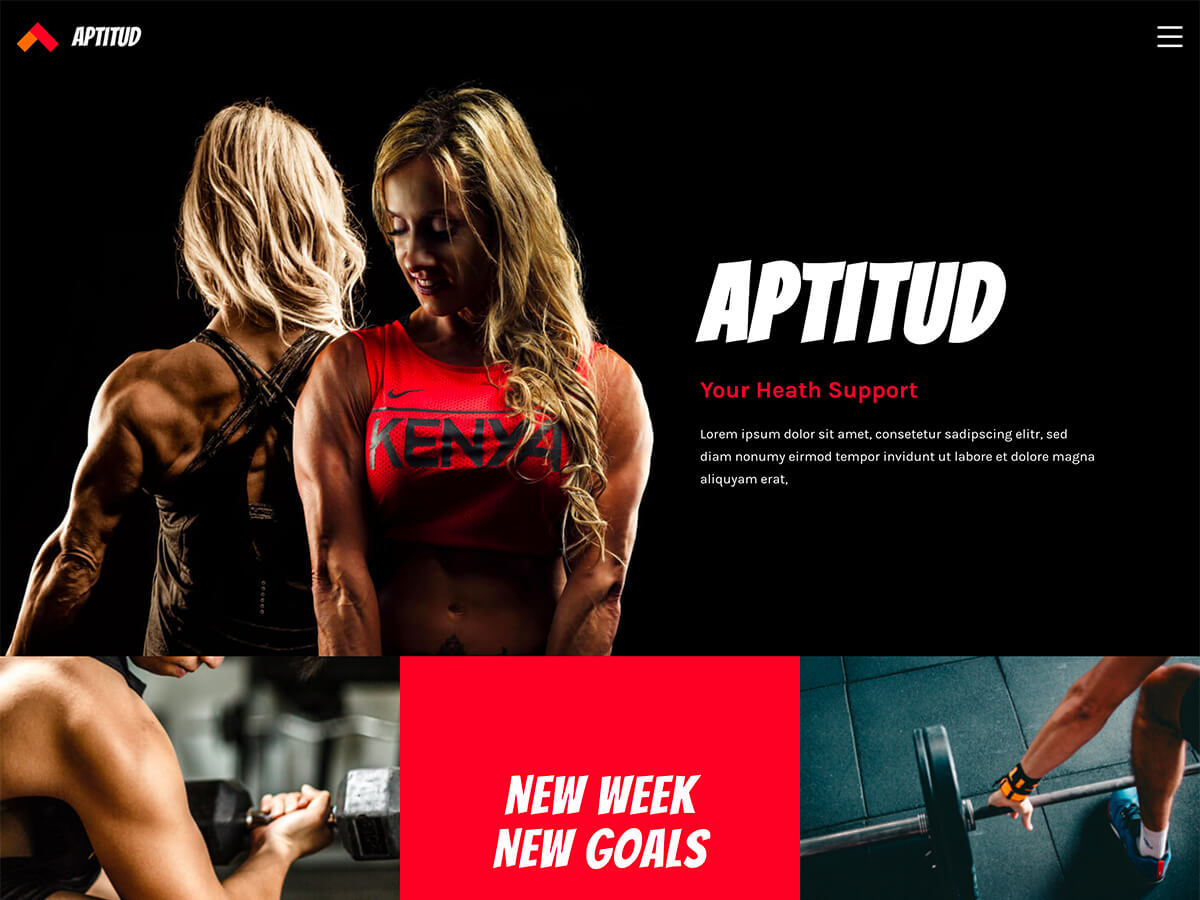 APTITUD
APTITUD
Your Heath Support
Lorem ipsum dolor sit amet, consetetur sadipscing elitr, sed
diam nonumy eirmod tempor invidunt ut labore et dolore magna
aliquyam erat,
KENYA
NEW WEEK
NEW GOALS